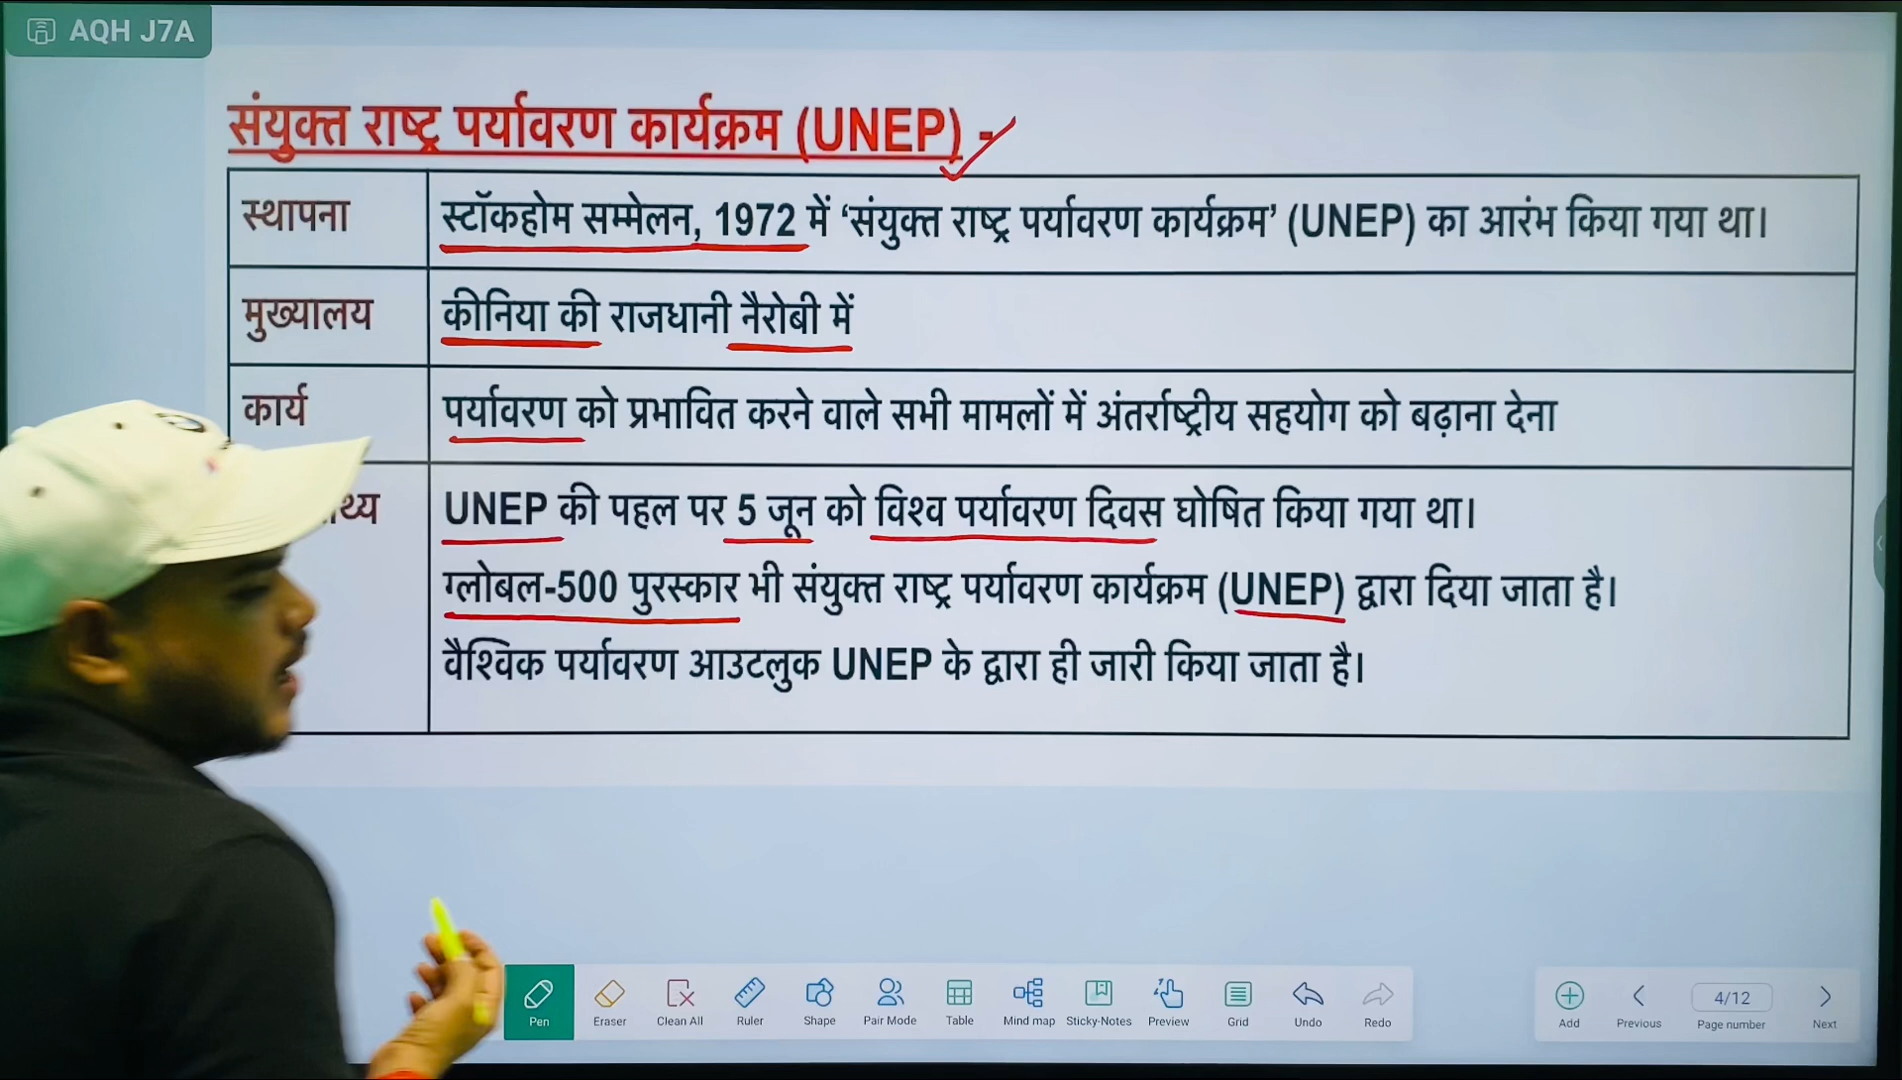 AQH J7A
संयुक्त राष्ट्र पर्यावरण कार्यक्रम (UNEP) -
स्थापना स्टॉकहोम सम्मेलन, 1972 में ‘संयुक्त राष्ट्र पर्यावरण कार्यक्रम’ (UNEP) का आरंभ किया गया था।
मुख्यालय कीनिया की राजधानी नैरोबी में
कार्य पर्यावरण को प्रभावित करने वाले सभी मामलों में अंतर्राष्ट्रीय सहयोग को बढ़ाना देना
UNEP की पहल पर 5 जून को विश्व पर्यावरण दिवस घोषित किया गया था।
ग्लोबल-500 पुरस्कार भी संयुक्त राष्ट्र पर्यावरण कार्यक्रम (UNEP) द्वारा दिया जाता है।
वैश्विक पर्यावरण आउटलुक UNEP के द्वारा ही जारी किया जाता है।
Pen Eraser Clean All Ruler Shape Pair Mode Table Mind map Sticky-Notes Preview Grid Undo Redo
4/12
Add Previous Page number Next